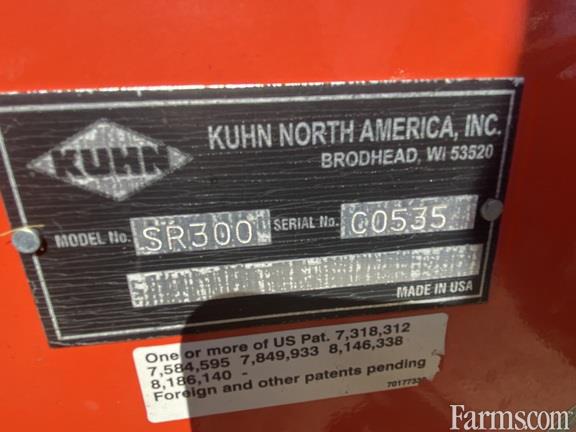 KUHN
KUHN NORTH AMERICA, INC.
BRODHEAD, WI 53520
MODEL No. SR300 SERIAL No. C0535
MADE IN USA
One or more of US Pat. 7,318,312
7,584,595 7,849,933 8,146,338
8,186,140 -
Foreign and other patents pending
Farms.com